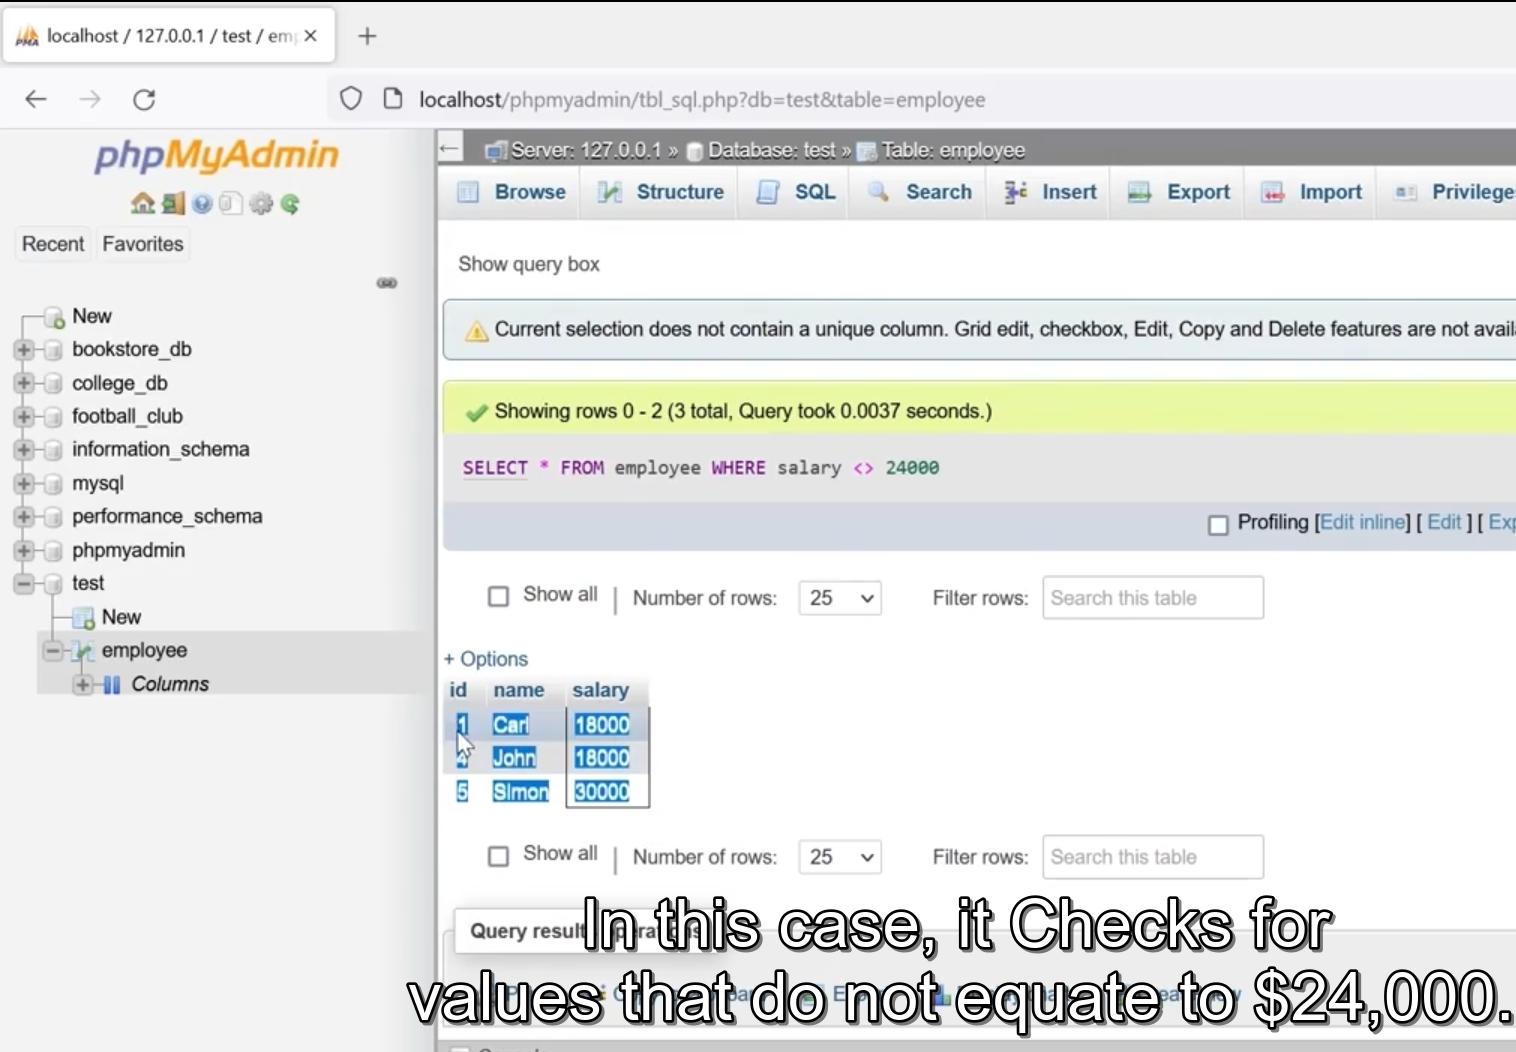 localhost / 127.0.0.1 / test / emp
localhost/phpmyadmin/tbl_sql.php?db=test&table=employee
phpMyAdmin
Server: 127.0.0.1 » Database: test » Table: employee
Browse Structure SQL Search Insert Export Import Privileges
Recent Favorites
Show query box
New
bookstore_db
college_db
football_club
information_schema
mysql
performance_schema
phpmyadmin
test
New
employee
Columns
Current selection does not contain a unique column. Grid edit, checkbox, Edit, Copy and Delete features are not avail
Showing rows 0 - 2 (3 total, Query took 0.0037 seconds.)
SELECT * FROM employee WHERE salary <> 24000
Profiling [Edit inline] [ Edit ] [ Exp
Show all | Number of rows: 25 Filter rows: Search this table
+ Options
id name salary
1 Carl 18000
4 John 18000
5 Simon 30000
Show all | Number of rows: 25 Filter rows: Search this table
Query result
In this case, it Checks for
values that do not equate to $24,000.